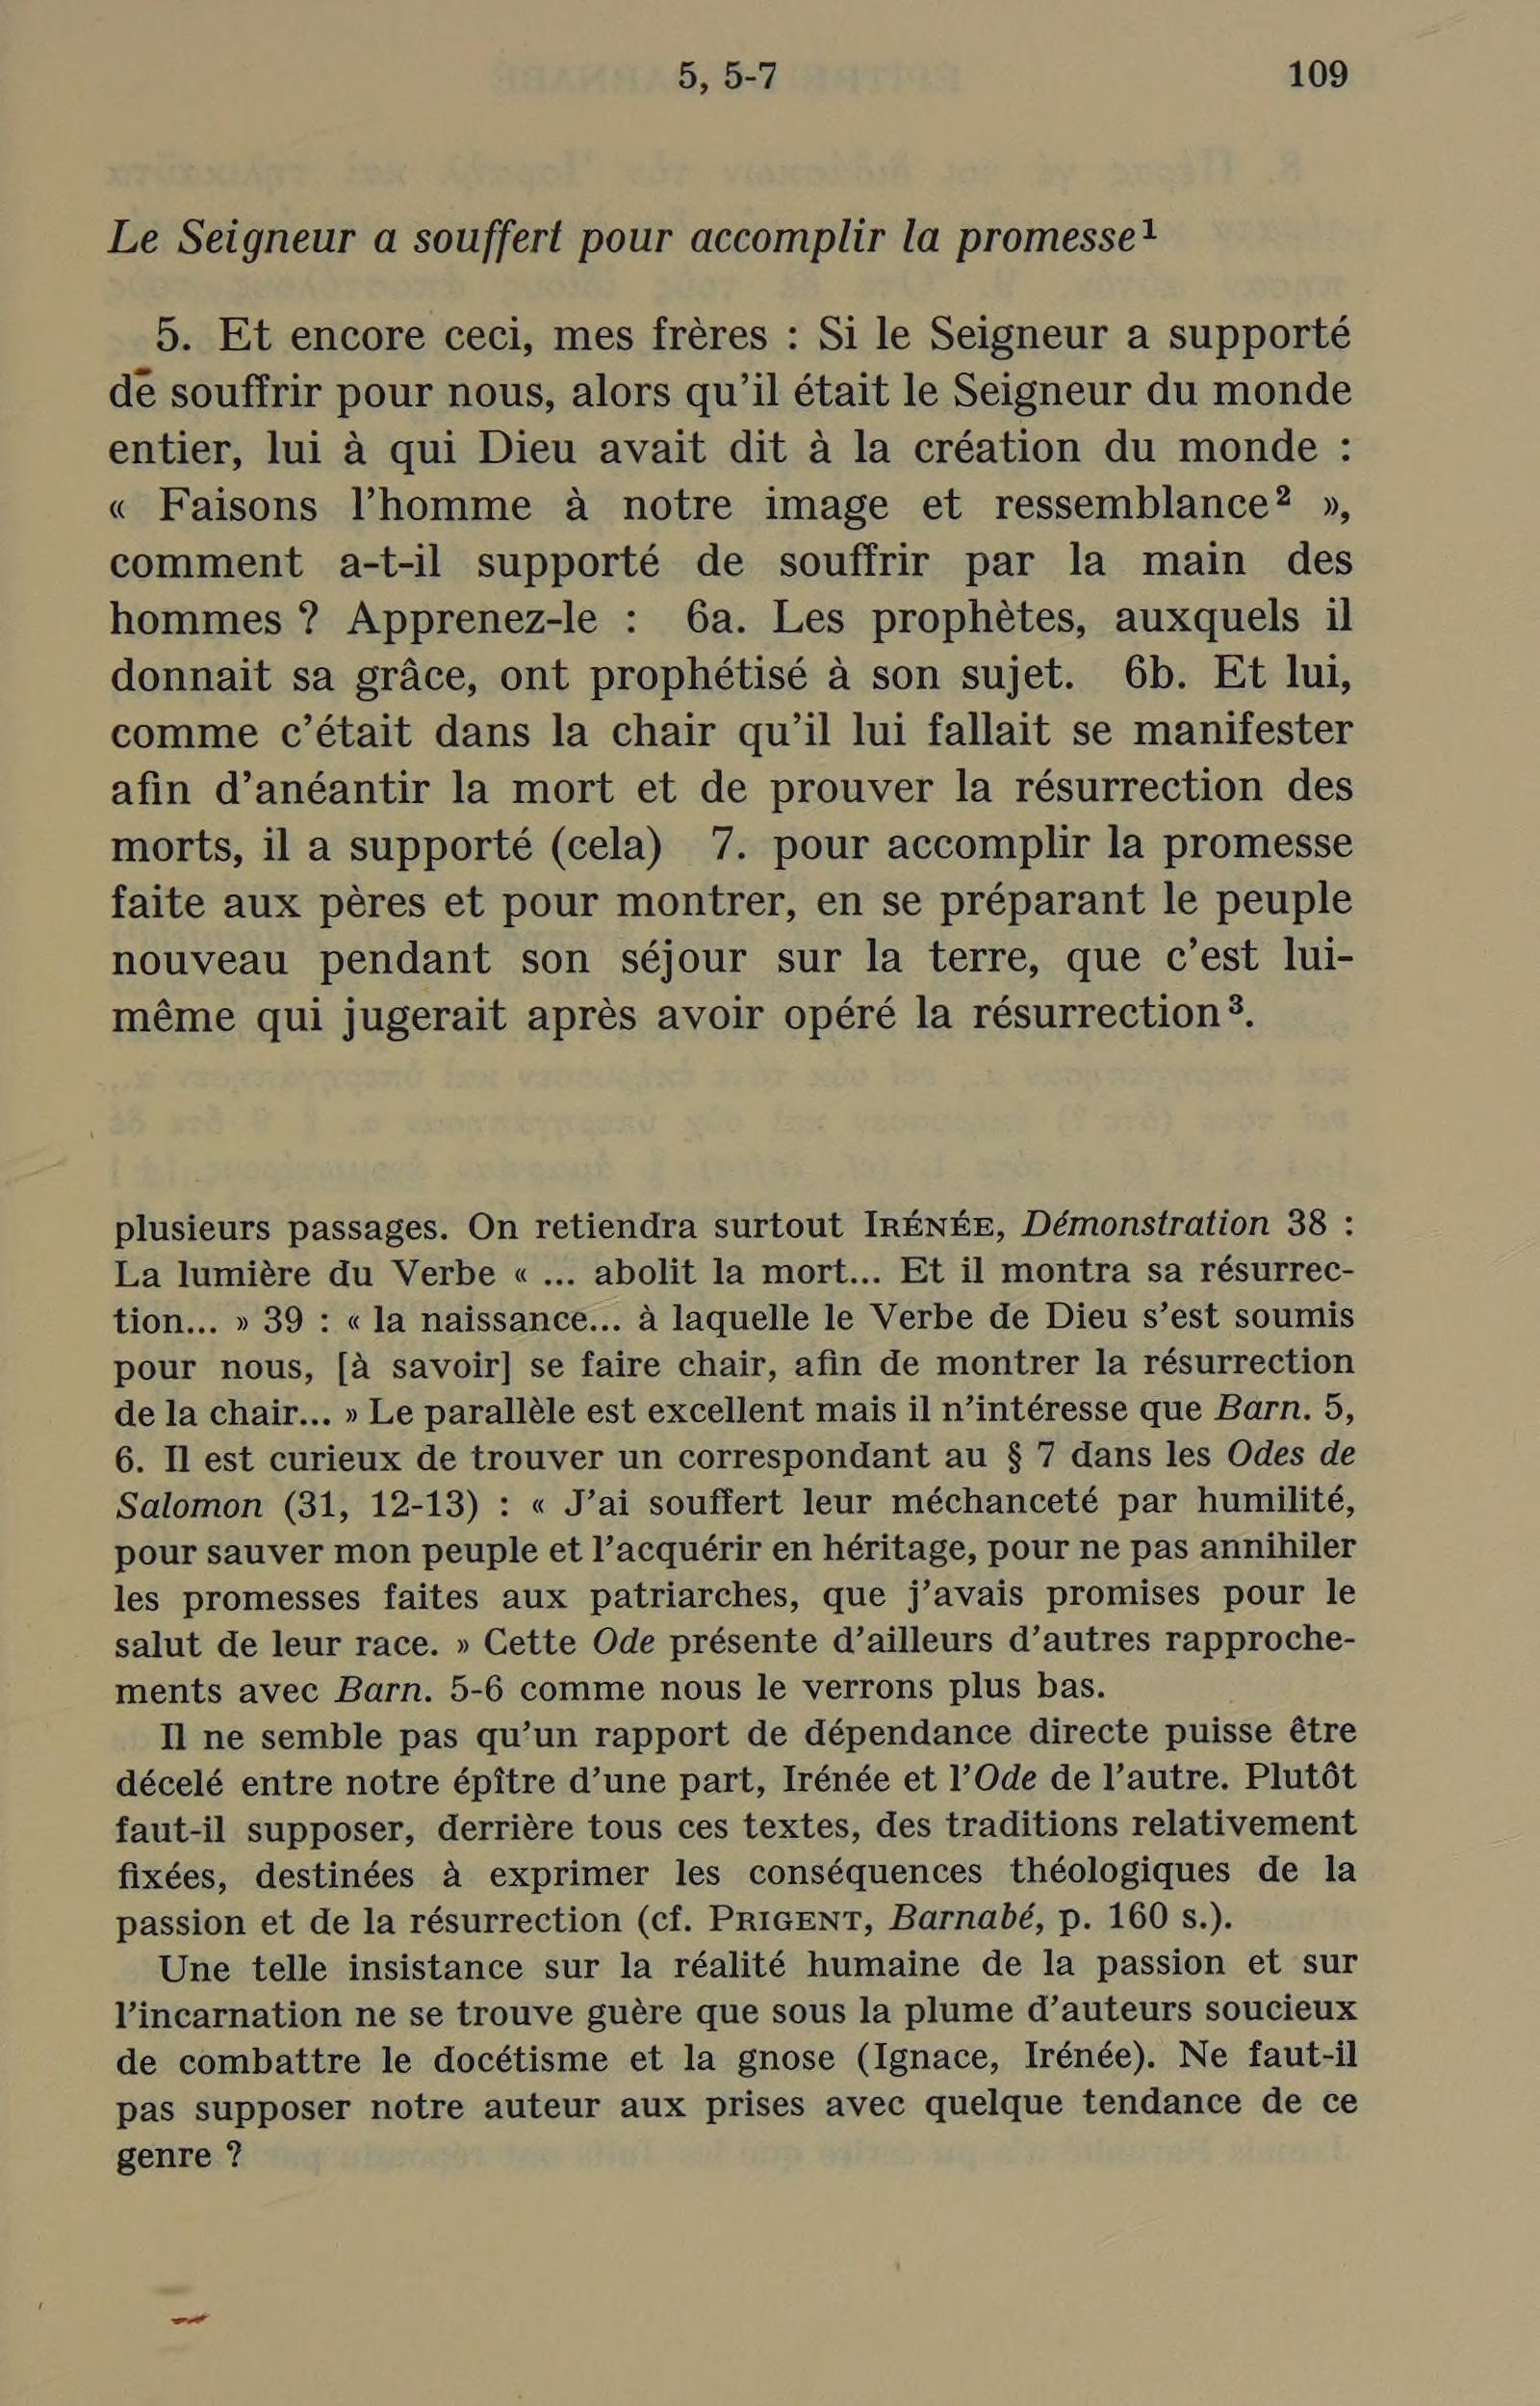 5, 5-7 109
Le Seigneur a souffert pour accomplir la promesse¹
5. Et encore ceci, mes frères : Si le Seigneur a supporté
de souffrir pour nous, alors qu’il était le Seigneur du monde
entier, lui à qui Dieu avait dit à la création du monde :
« Faisons l’homme à notre image et ressemblance² »,
comment a-t-il supporté de souffrir par la main des
hommes ? Apprenez-le : 6a. Les prophètes, auxquels il
donnait sa grâce, ont prophétisé à son sujet. 6b. Et lui,
comme c’était dans la chair qu’il lui fallait se manifester
afin d’anéantir la mort et de prouver la résurrection des
morts, il a supporté (cela) 7. pour accomplir la promesse
faite aux pères et pour montrer, en se préparant le peuple
nouveau pendant son séjour sur la terre, que c’est lui-
même qui jugerait après avoir opéré la résurrection³.
plusieurs passages. On retiendra surtout IRÉNÉE, Démonstration 38 :
La lumière du Verbe « ... abolit la mort... Et il montra sa résurrec-
tion... » 39 : « la naissance... à laquelle le Verbe de Dieu s’est soumis
pour nous, [à savoir] se faire chair, afin de montrer la résurrection
de la chair... » Le parallèle est excellent mais il n’intéresse que Barn. 5,
6. Il est curieux de trouver un correspondant au § 7 dans les Odes de
Salomon (31, 12-13) : « J’ai souffert leur méchanceté par humilité,
pour sauver mon peuple et l’acquérir en héritage, pour ne pas annihiler
les promesses faites aux patriarches, que j’avais promises pour le
salut de leur race. » Cette Ode présente d’ailleurs d’autres rapproche-
ments avec Barn. 5-6 comme nous le verrons plus bas.
Il ne semble pas qu’un rapport de dépendance directe puisse être
décelé entre notre épître d’une part, Irénée et l’Ode de l’autre. Plutôt
faut-il supposer, derrière tous ces textes, des traditions relativement
fixées, destinées à exprimer les conséquences théologiques de la
passion et de la résurrection (cf. PRIGENT, Barnabé, p. 160 s.).
Une telle insistance sur la réalité humaine de la passion et sur
l’incarnation ne se trouve guère que sous la plume d’auteurs soucieux
de combattre le docétisme et la gnose (Ignace, Irénée). Ne faut-il
pas supposer notre auteur aux prises avec quelque tendance de ce
genre ?